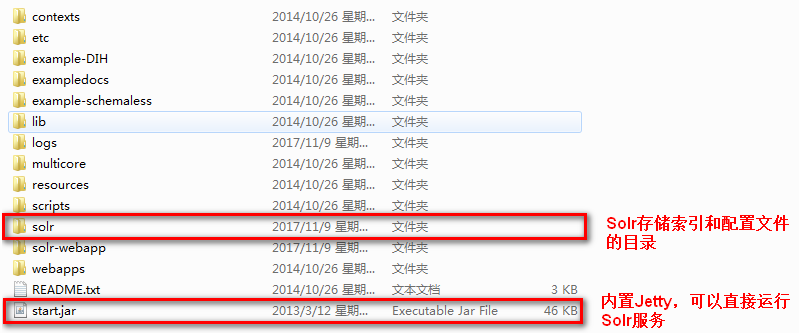 contexts 2014/10/26 星期... 文件夹
etc 2014/10/26 星期... 文件夹
example-DIH 2014/10/26 星期... 文件夹
exampledocs 2014/10/26 星期... 文件夹
example-schemaless 2014/10/26 星期... 文件夹
lib 2014/10/26 星期... 文件夹
logs 2017/11/9 星期... 文件夹
multicore 2014/10/26 星期... 文件夹
resources 2014/10/26 星期... 文件夹
scripts 2014/10/26 星期... 文件夹
solr 2017/11/9 星期... 文件夹
Solr存储索引和配置文件
的目录
solr-webapp 2017/11/9 星期... 文件夹
webapps 2014/10/26 星期... 文件夹
README.txt 2014/10/26 星期... 文本文档 3 KB
start.jar 2013/3/12 星期... Executable Jar File 46 KB
内置Jetty，可以直接运行
Solr服务